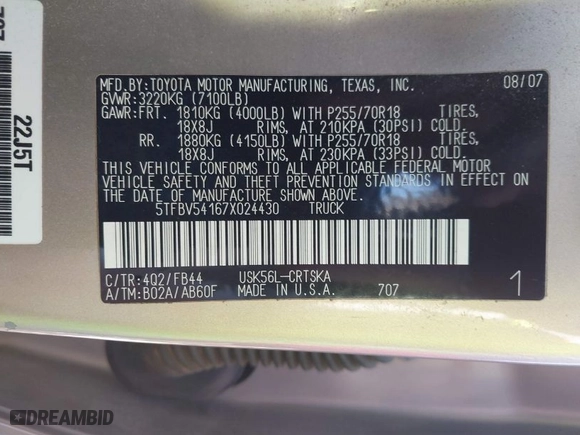 22J5T
MFD.BY:TOYOTA MOTOR MANUFACTURING, TEXAS, INC. 08/07
GVWR:3220KG (7100LB)
GAWR:FRT. 1810KG (4000LB) WITH P255/70R18 TIRES,
18X8J RIMS, AT 210KPA (30PSI) COLD
RR. 1880KG (4150LB) WITH P255/70R18 TIRES,
18X8J RIMS, AT 230KPA (33PSI) COLD
THIS VEHICLE CONFORMS TO ALL APPLICABLE FEDERAL MOTOR
VEHICLE SAFETY AND THEFT PREVENTION STANDARDS IN EFFECT ON
THE DATE OF MANUFACTURE SHOWN ABOVE.
5TFBV54167X024430 TRUCK
C/TR:4Q2/FB44 USK56L-CRTSKA
A/TM:B02A/AB60F MADE IN U.S.A. 707 1
DREAMBID